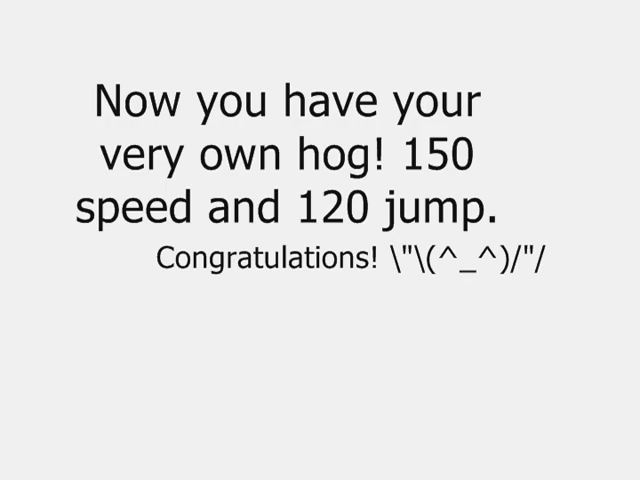 Now you have your
very own hog! 150
speed and 120 jump.
Congratulations! \"\(^_^)/"/